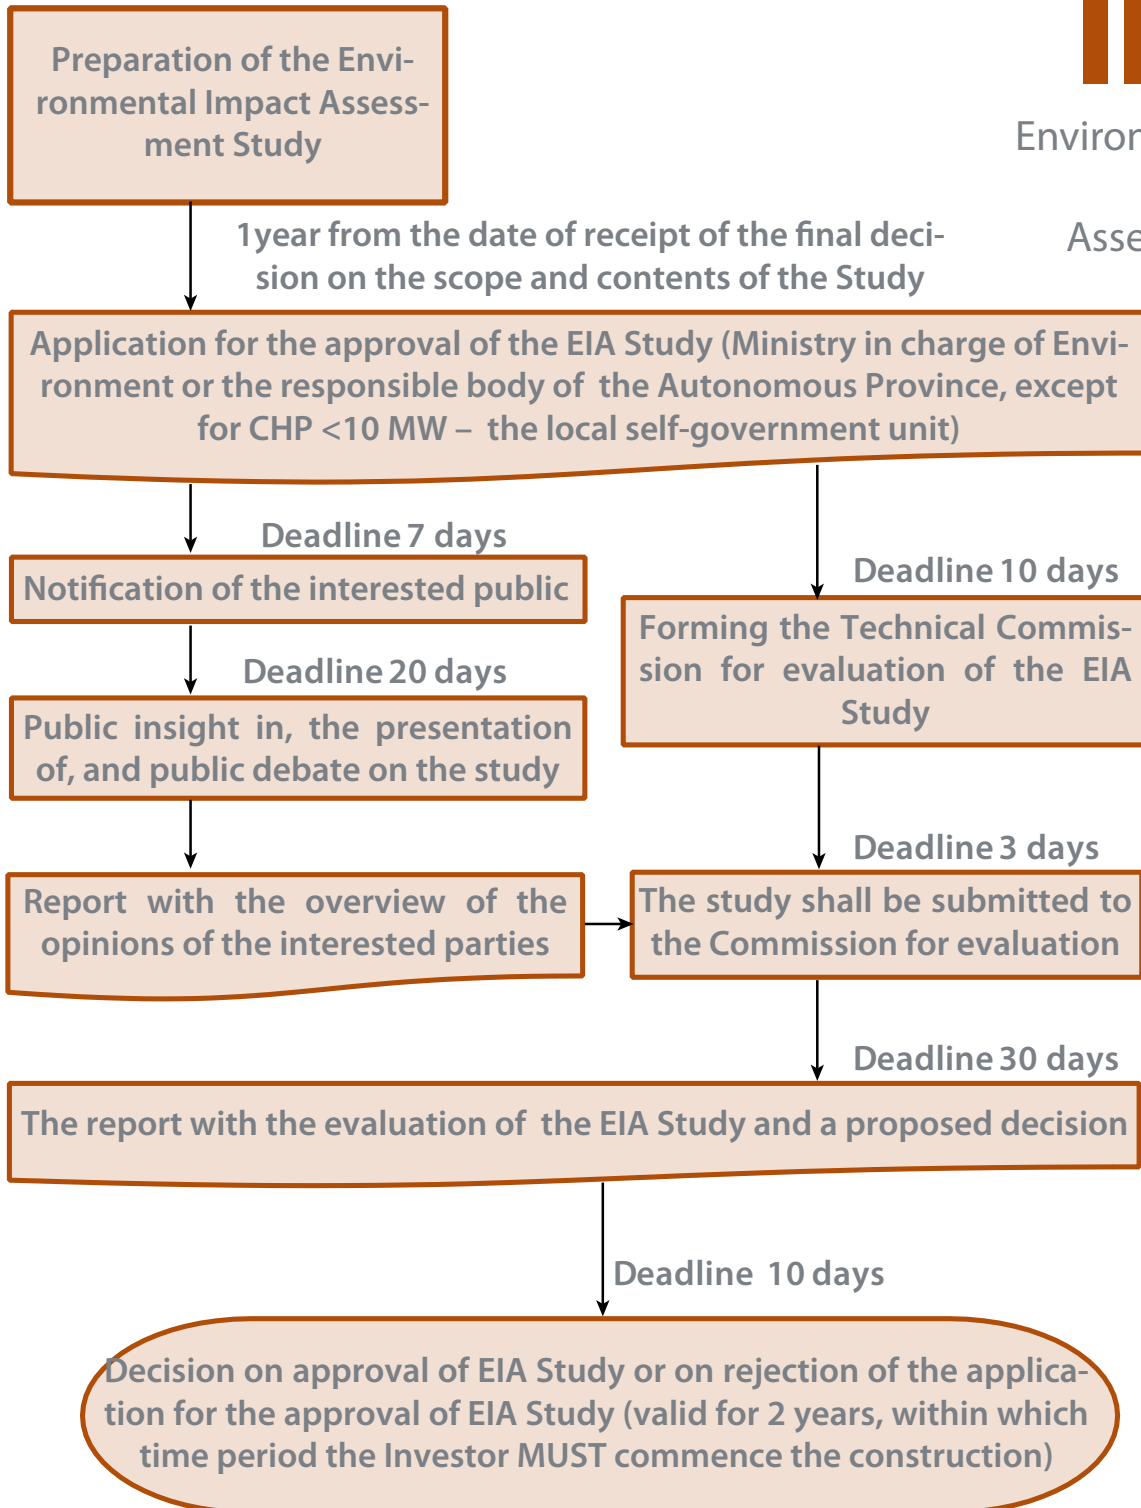 Preparation of the Envi-
ronmental Impact Assess-
ment Study
1year from the date of receipt of the final deci-
sion on the scope and contents of the Study
Application for the approval of the EIA Study (Ministry in charge of Envi-
ronment or the responsible body of the Autonomous Province, except
for CHP <10 MW – the local self-government unit)
Deadline 7 days
Notification of the interested public
Deadline 20 days
Public insight in, the presentation
of, and public debate on the study
Report with the overview of the
opinions of the interested parties
Deadline 10 days
Forming the Technical Commis-
sion for evaluation of the EIA
Study
Deadline 3 days
The study shall be submitted to
the Commission for evaluation
Deadline 30 days
The report with the evaluation of the EIA Study and a proposed decision
Deadline 10 days
Decision on approval of EIA Study or on rejection of the applica-
tion for the approval of EIA Study (valid for 2 years, within which
time period the Investor MUST commence the construction)